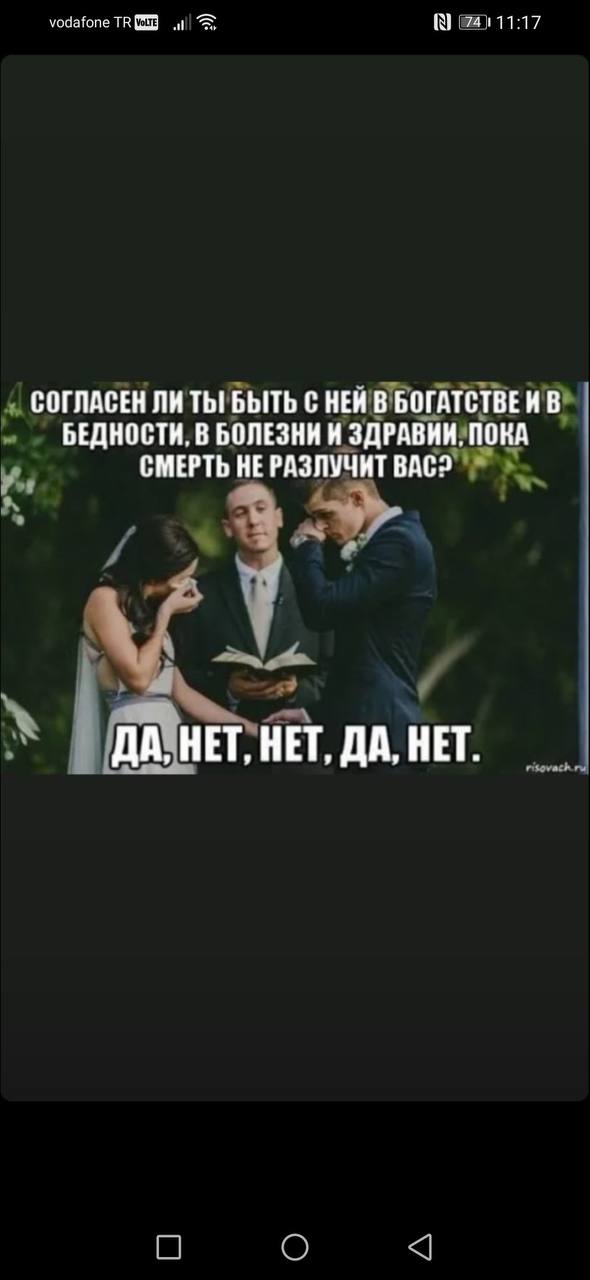 vodafone TR VoLTE 74 11:17
СОГЛАСЕН ЛИ ТЫ БЫТЬ С НЕЙ В БОГАТСТВЕ И В
БЕДНОСТИ, В БОЛЕЗНИ И ЗДРАВИИ, ПОКА
СМЕРТЬ НЕ РАЗЛУЧИТ ВАС?
ДА, НЕТ, НЕТ, ДА, НЕТ.
risovach.ru